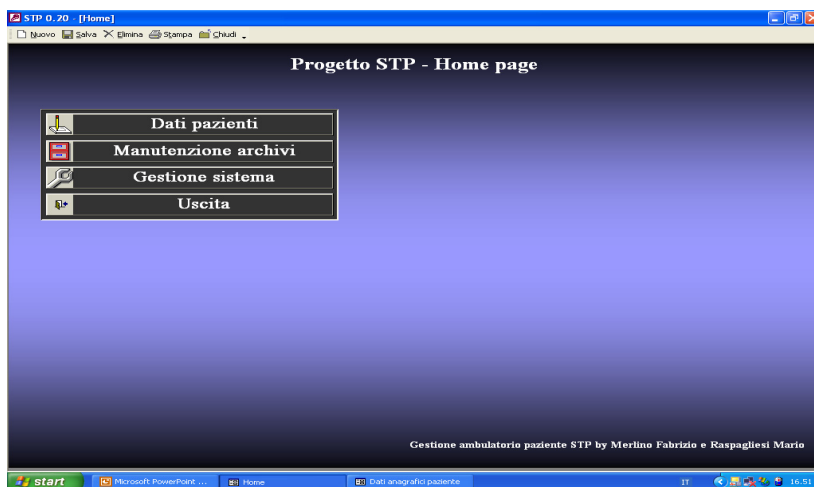 STP 0.20 - [Home]
Nuovo Salva Elimina Stampa Chiudi
Progetto STP - Home page
Dati pazienti
Manutenzione archivi
Gestione sistema
Uscita
Gestione ambulatorio paziente STP by Merlino Fabrizio e Raspagliesi Mario
start Microsoft PowerPoint ... Home Dati anagrafici paziente IT 16.51